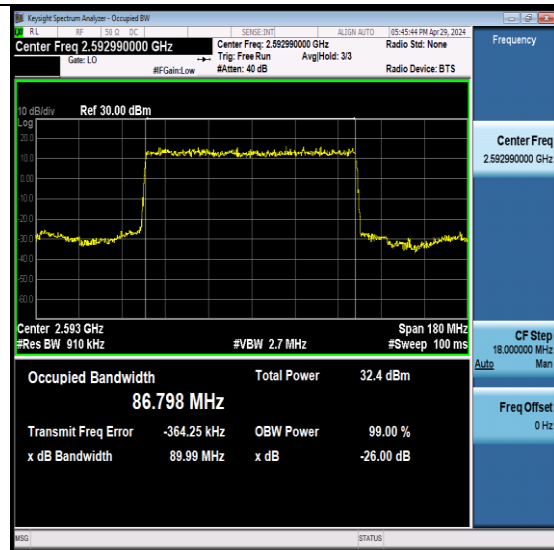 Keysight Spectrum Analyzer - Occupied BW
RL RF 50 Ω DC SENSE:INT ALIGN AUTO 05:45:44 PM Apr 29, 2024
Center Freq 2.592990000 GHz Center Freq: 2.592990000 GHz Radio Std: None Frequency
Gate: LO Trig: Free Run Avg|Hold: 3/3
#IFGain:Low #Atten: 40 dB Radio Device: BTS
10 dB/div Ref 30.00 dBm
Log
20.0
10.0
0.00
-10.0
-20.0
-30.0
-40.0
-50.0
-60.0
Center Freq
2.592990000 GHz
Center 2.593 GHz Span 180 MHz
#Res BW 910 kHz #VBW 2.7 MHz #Sweep 100 ms
CF Step
18.000000 MHz
Auto Man
Occupied Bandwidth Total Power 32.4 dBm
86.798 MHz
Transmit Freq Error -364.25 kHz OBW Power 99.00 %
x dB Bandwidth 89.99 MHz x dB -26.00 dB
Freq Offset
0 Hz
MSG STATUS